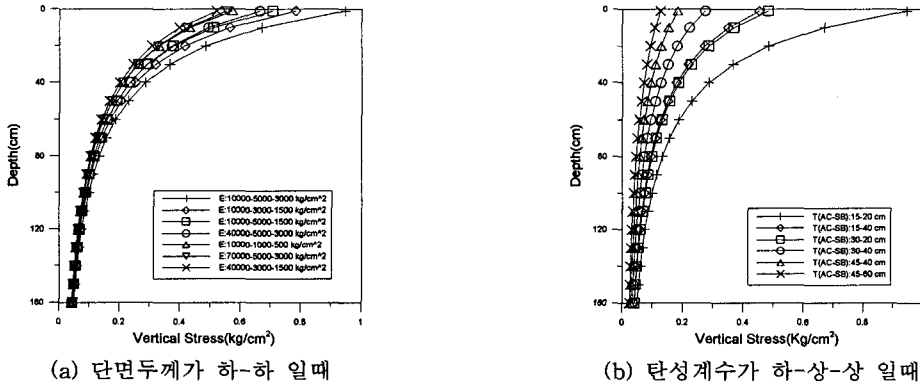 0
40
80
120
160
Depth(cm)
0 0.2 0.4 0.6 0.8 1
Vertical Stress(kg/cm²)
E:10000-5000-3000 kg/cm^2
E:10000-3000-1500 kg/cm^2
E:10000-5000-1500 kg/cm^2
E:40000-5000-3000 kg/cm^2
E:10000-1000-500 kg/cm^2
E:70000-5000-3000 kg/cm^2
E:40000-3000-1500 kg/cm^2
(a) 단면두께가 하-하 일때
0
40
80
120
160
Depth(cm)
0 0.2 0.4 0.6 0.8 1
Vertical Stress(Kg/cm²)
T(AC-SB):15-20 cm
T(AC-SB):15-40 cm
T(AC-SB):30-20 cm
T(AC-SB):30-40 cm
T(AC-SB):45-40 cm
T(AC-SB):45-60 cm
(b) 탄성계수가 하-상-상 일때